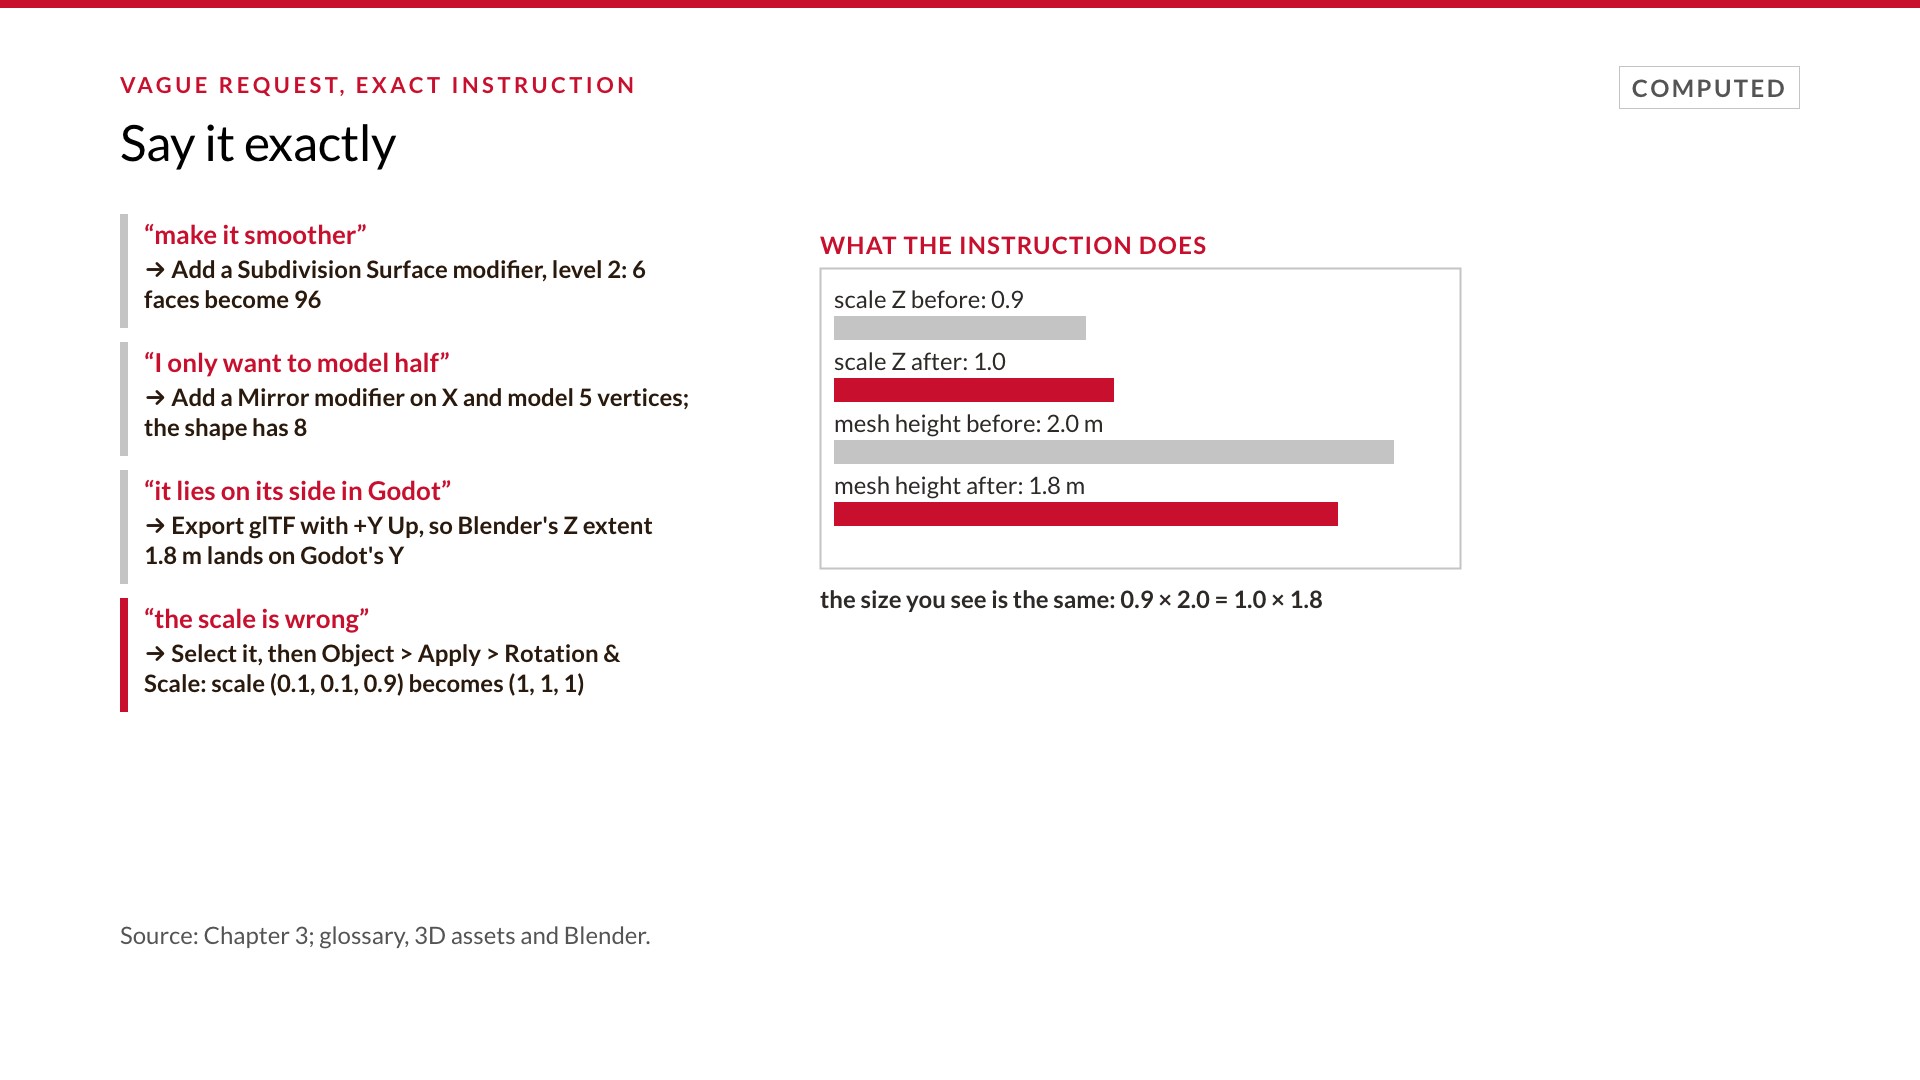 VAGUE REQUEST, EXACT INSTRUCTION
COMPUTED
Say it exactly
“make it smoother”
→ Add a Subdivision Surface modifier, level 2: 6
faces become 96
“I only want to model half”
→ Add a Mirror modifier on X and model 5 vertices;
the shape has 8
“it lies on its side in Godot”
→ Export glTF with +Y Up, so Blender's Z extent
1.8 m lands on Godot's Y
“the scale is wrong”
→ Select it, then Object > Apply > Rotation &
Scale: scale (0.1, 0.1, 0.9) becomes (1, 1, 1)
WHAT THE INSTRUCTION DOES
scale Z before: 0.9
scale Z after: 1.0
mesh height before: 2.0 m
mesh height after: 1.8 m
the size you see is the same: 0.9 × 2.0 = 1.0 × 1.8
Source: Chapter 3; glossary, 3D assets and Blender.